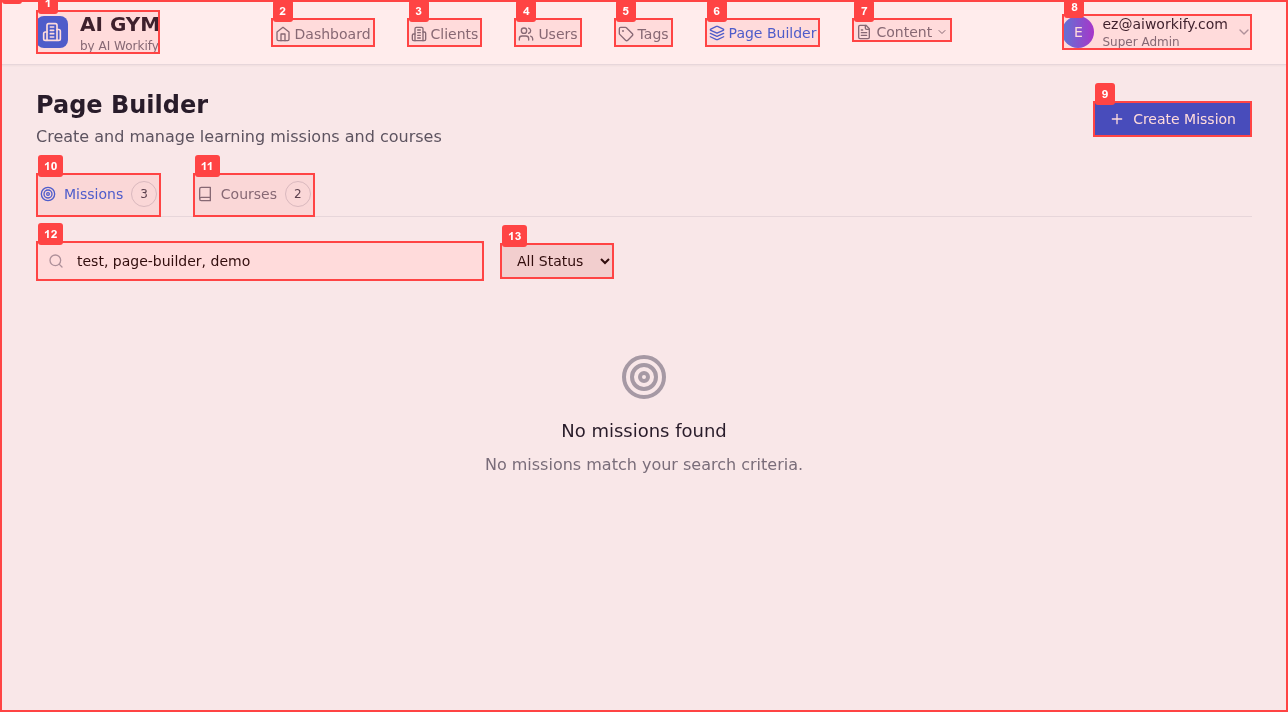 1
AI GYM
by AI Workify
2
Dashboard
3
Clients
4
Users
5
Tags
6
Page Builder
7
Content
8
E
ez@aiworkify.com
Super Admin
Page Builder
Create and manage learning missions and courses
9
Create Mission
10
Missions 3
11
Courses 2
12
test, page-builder, demo
13
All Status
No missions found
No missions match your search criteria.